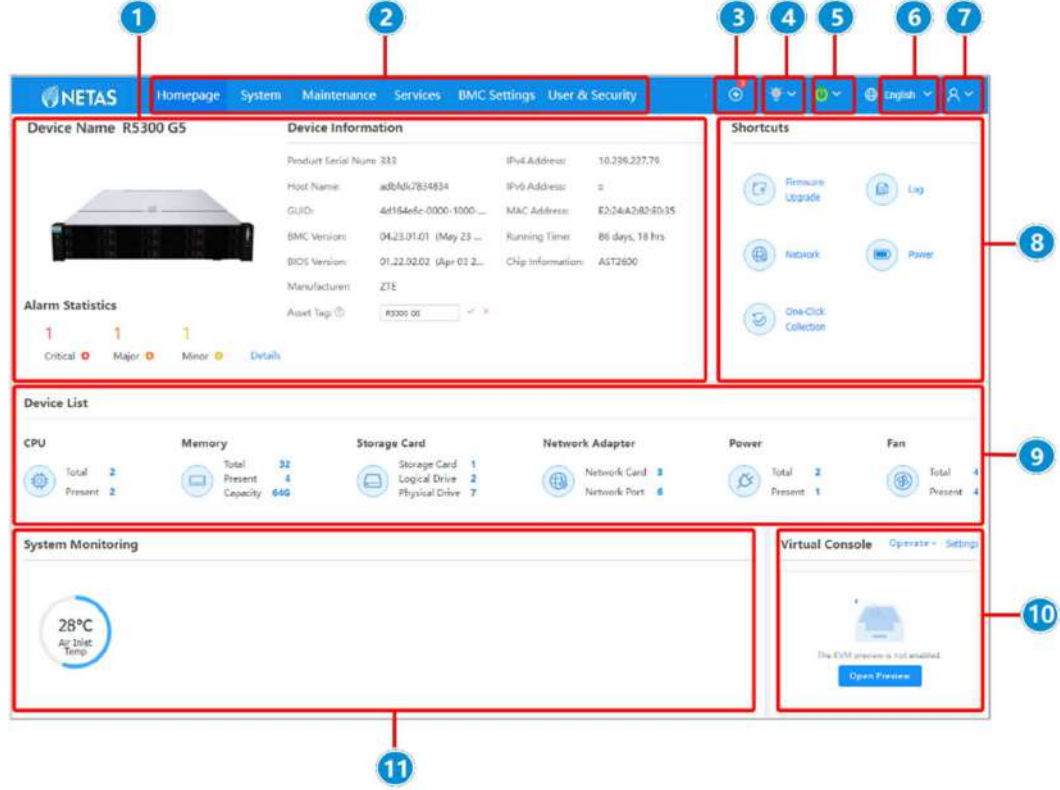 1 2 3 4 5 6 7
NETAS Homepage System Maintenance Services BMC Settings User & Security 3 English
Device Name R5300 G5
Device Information
Shortcuts
Product Serial Num: 333 IPv4 Address: 10.239.227.79
Host Name: adbfdk7834834 IPv6 Address: ::
GUID: 4d164e6c-0000-1000-... MAC Address: E2:24:A2:82:E0:35
BMC Version: 04.23.01.01 (May 23 ... Running Time: 86 days, 18 hrs
BIOS Version: 01.22.02.02 (Apr 03 2... Chip Information: AST2600
Manufacturer: ZTE
Asset Tag: R5300 G5
Alarm Statistics
1 1 1
Critical Major Minor Details
Firmware
Upgrade
Log
Network Power
One-Click
Collection
8
Device List
CPU Memory Storage Card Network Adapter Power Fan
Total 2
Present 2
Total 32
Present 4
Capacity 64G
Storage Card 1
Logical Drive 2
Physical Drive 7
Network Card 3
Network Port 6
Total 2
Present 1
Total 4
Present 4
9
System Monitoring
28°C
Air Inlet
Temp
Virtual Console Operate Settings
The KVM preview is not enabled.
Open Preview
10
11